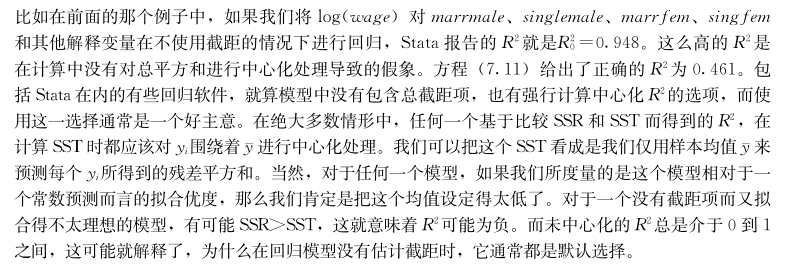 比如在前面的那个例子中，如果我们将 log(wage) 对 marrmale、singlemale、marrfem、singfem
和其他解释变量在不使用截距的情况下进行回归，Stata 报告的 R²就是R₀²=0.948。这么高的 R²是
在计算中没有对总平方和进行中心化处理导致的假象。方程（7.11）给出了正确的 R²为 0.461。包
括 Stata 在内的有些回归软件，就算模型中没有包含总截距项，也有强行计算中心化 R²的选项，而使
用这一选择通常是一个好主意。在绝大多数情形中，任何一个基于比较 SSR 和 SST 而得到的 R²，在
计算 SST 时都应该对 yᵢ围绕着 ȳ 进行中心化处理。我们可以把这个 SST 看成是我们仅用样本均值 ȳ 来
预测每个 yᵢ所得到的残差平方和。当然，对于任何一个模型，如果我们所度量的是这个模型相对于一
个常数预测而言的拟合优度，那么我们肯定是把这个均值设定得太低了。对于一个没有截距项而又拟
合得不太理想的模型，有可能 SSR>SST，这就意味着 R²可能为负。而未中心化的 R²总是介于 0 到 1
之间，这可能就解释了，为什么在回归模型没有估计截距时，它通常都是默认选择。